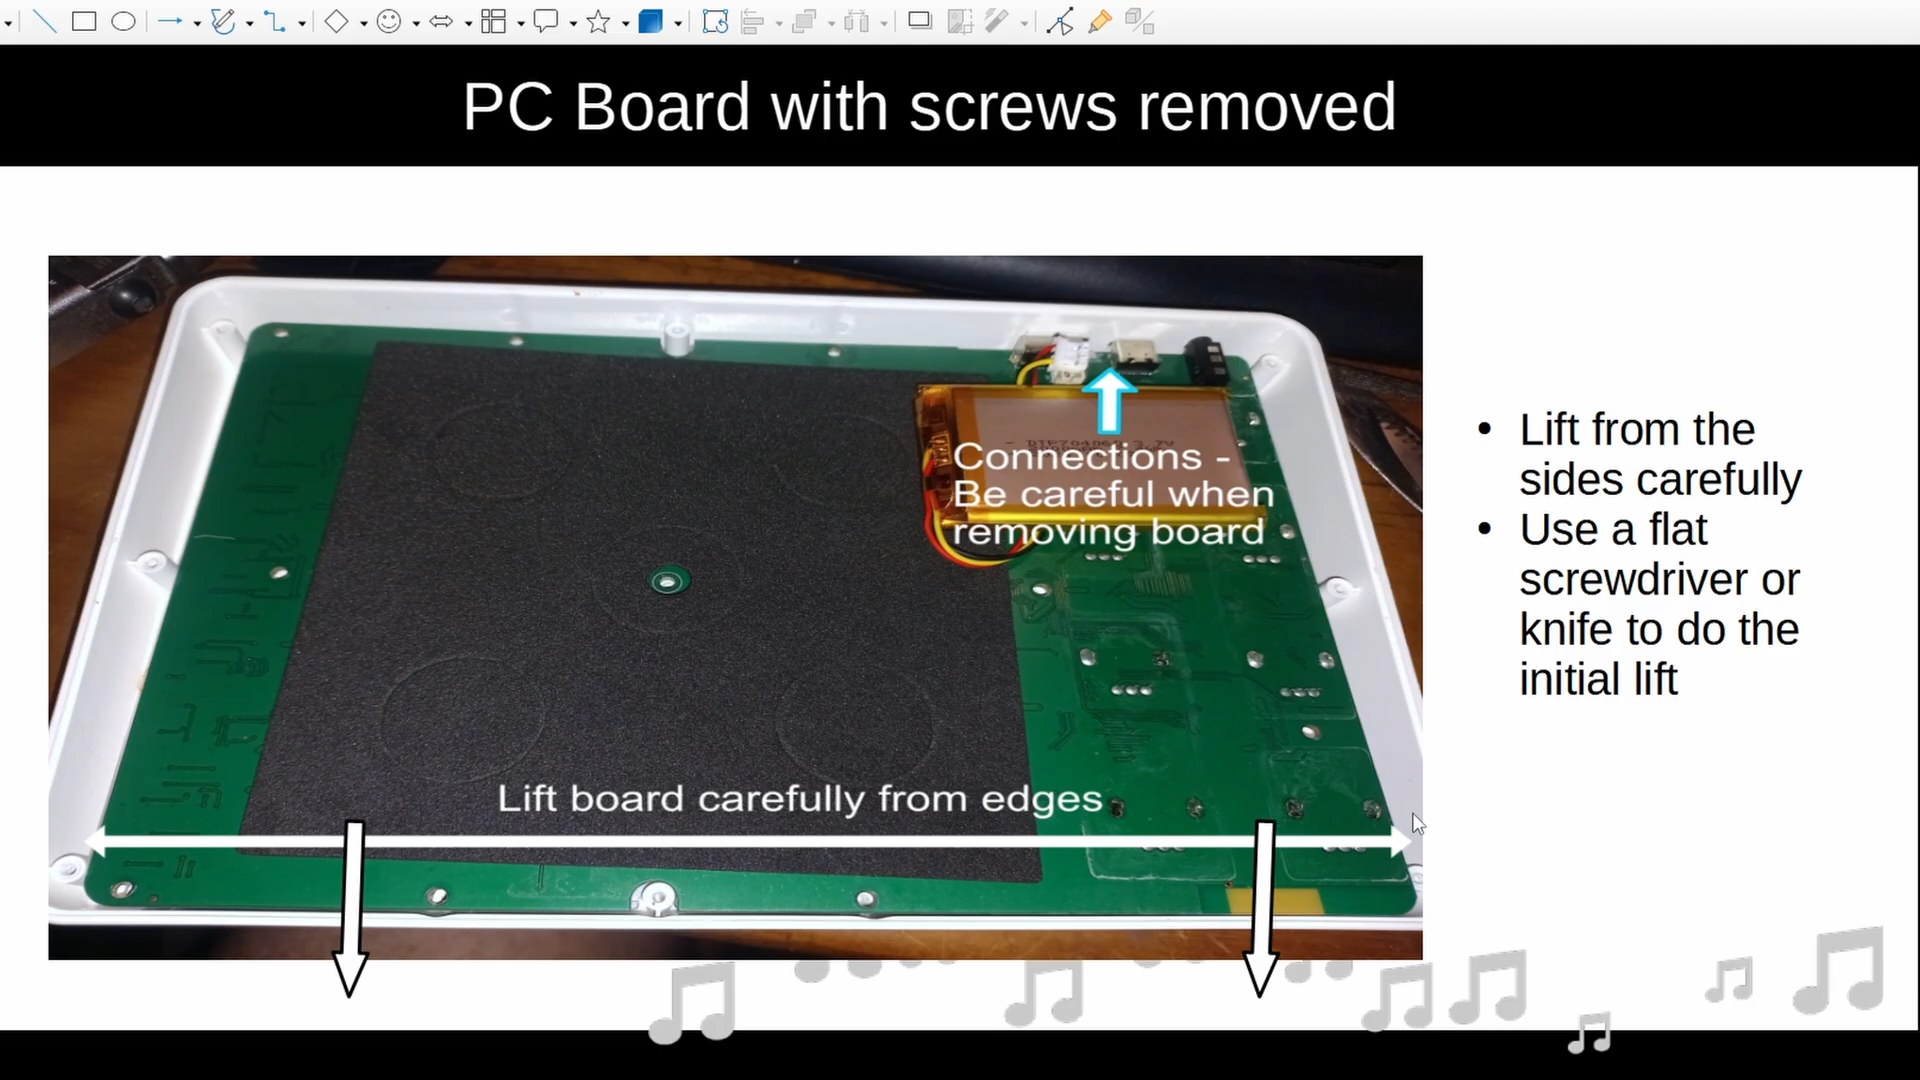 PC Board with screws removed
Connections -
Be careful when
removing board
Lift board carefully from edges
• Lift from the
sides carefully
• Use a flat
screwdriver or
knife to do the
initial lift